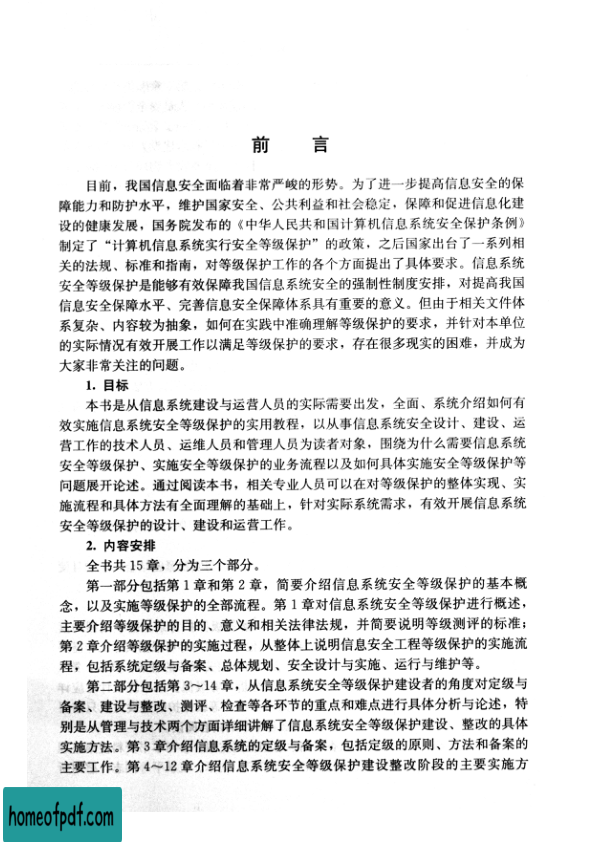 前 言
目前，我国信息安全面临着非常严峻的形势。为了进一步提高信息安全的保
障能力和防护水平，维护国家安全、公共利益和社会稳定，保障和促进信息化建
设的健康发展，国务院发布的《中华人民共和国计算机信息系统安全保护条例》
制定了“计算机信息系统实行安全等级保护”的政策，之后国家出台了一系列相
关的法规、标准和指南，对等级保护工作的各个方面提出了具体要求。信息系统
安全等级保护是能够有效保障我国信息系统安全的强制性制度安排，对提高我国
信息安全保障水平、完善信息安全保障体系具有重要的意义。但由于相关文件体
系复杂、内容较为抽象，如何在实践中准确理解等级保护的要求，并针对本单位
的实际情况有效开展工作以满足等级保护的要求，存在很多现实的困难，并成为
大家非常关注的问题。
1. 目标
本书是从信息系统建设与运营人员的实际需要出发，全面、系统介绍如何有
效实施信息系统安全等级保护的实用教程，以从事信息系统安全设计、建设、运
营工作的技术人员、运维人员和管理人员为读者对象，围绕为什么需要信息系统
安全等级保护、实施安全等级保护的业务流程以及如何具体实施安全等级保护等
问题展开论述。通过阅读本书，相关专业人员可以在对等级保护的整体实现、实
施流程和具体方法有全面理解的基础上，针对实际系统需求，有效开展信息系统
安全等级保护的设计、建设和运营工作。
2. 内容安排
全书共 15 章，分为三个部分。
第一部分包括第 1 章和第 2 章，简要介绍信息系统安全等级保护的基本概
念，以及实施等级保护的全部流程。第 1 章对信息系统安全等级保护进行概述，
主要介绍等级保护的目的、意义和相关法律法规，并简要说明等级测评的标准；
第 2 章介绍等级保护的实施过程，从整体上说明信息安全工程等级保护的实施流
程，包括系统定级与备案、总体规划、安全设计与实施、运行与维护等。
第二部分包括第 3～14 章，从信息系统安全等级保护建设者的角度对定级与
备案、建设与整改、测评、检查等各环节的重点和难点进行具体分析与论述，特
别是从管理与技术两个方面详细讲解了信息系统安全等级保护建设、整改的具体
实施方法。第 3 章介绍信息系统的定级与备案，包括定级的原则、方法和备案的
主要工作。第 4～12 章介绍信息系统安全等级保护建设整改阶段的主要实施方
homeofpdf.com